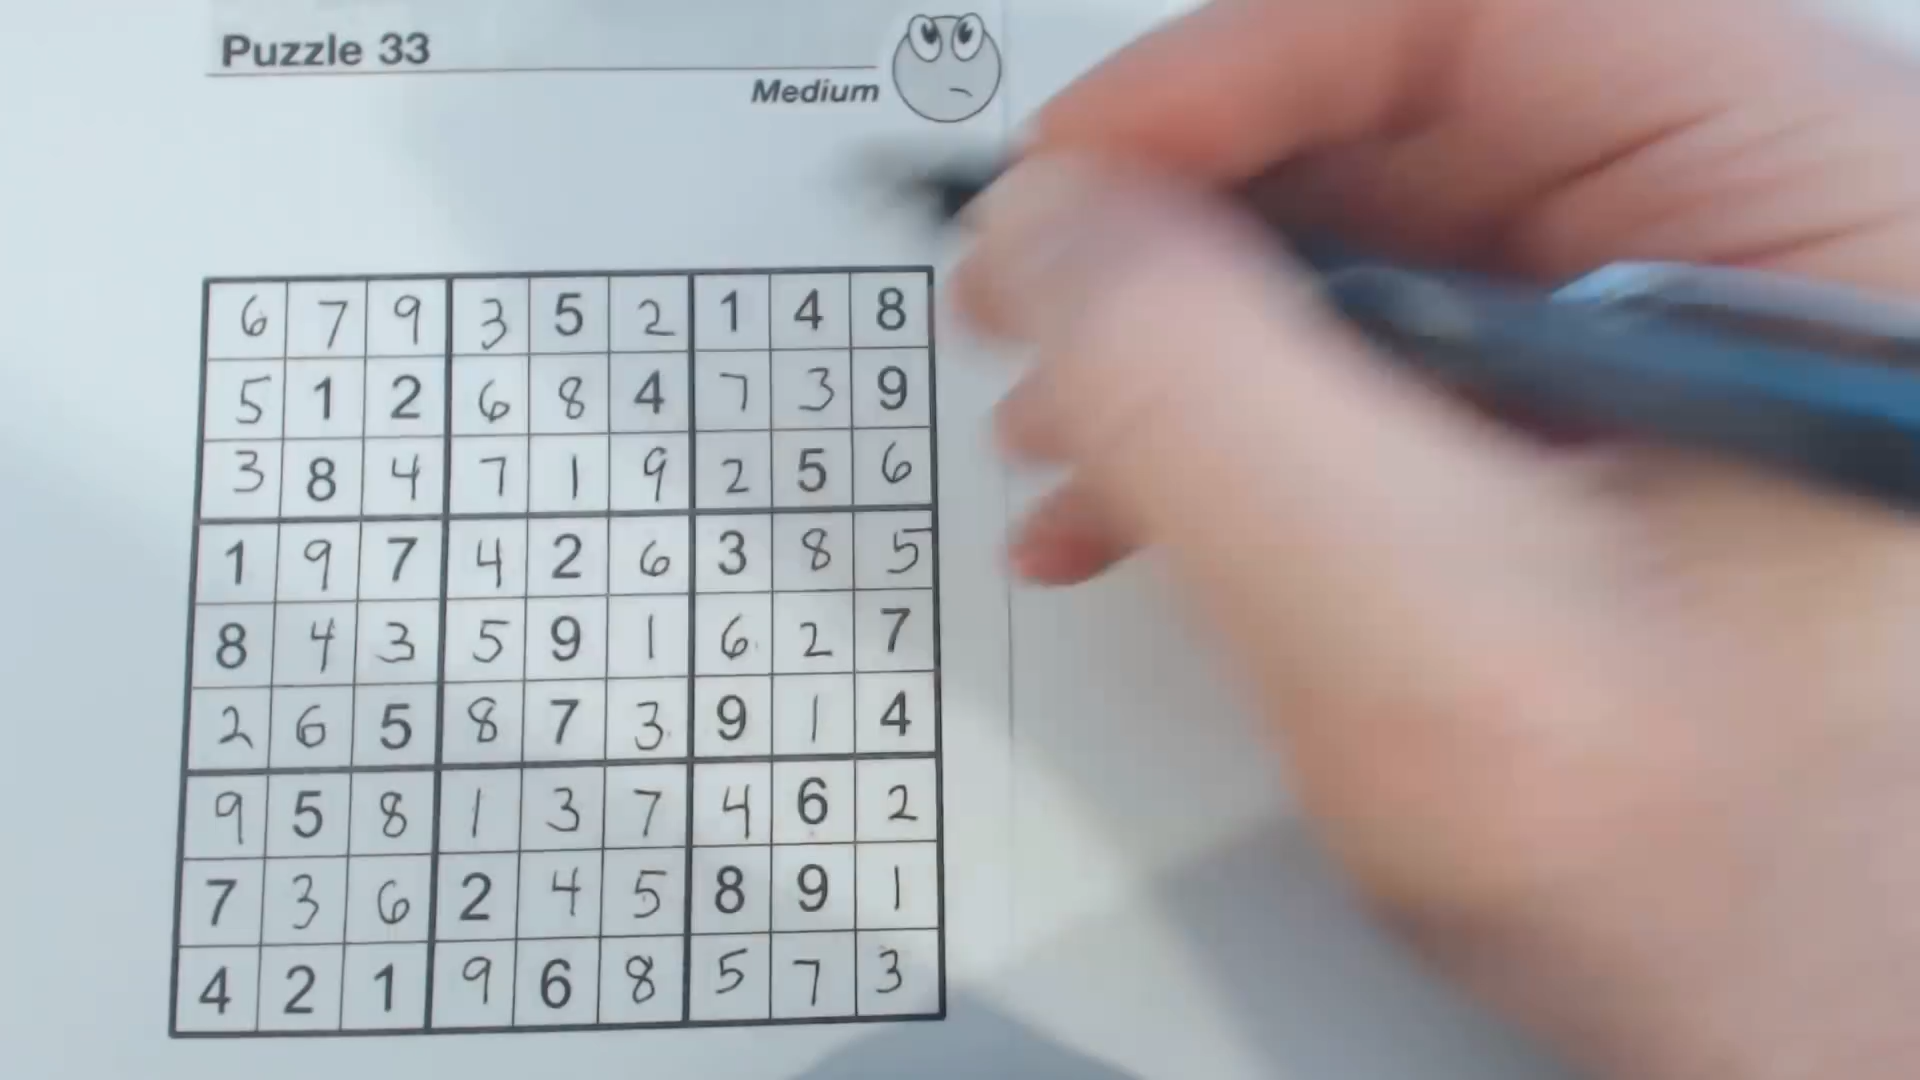 Puzzle 33
Medium
6 7 9 3 5 2 1 4 8
5 1 2 6 8 4 7 3 9
3 8 4 7 1 9 2 5 6
1 9 7 4 2 6 3 8 5
8 4 3 5 9 1 6 2 7
2 6 5 8 7 3 9 1 4
9 5 8 1 3 7 4 6 2
7 3 6 2 4 5 8 9 1
4 2 1 9 6 8 5 7 3